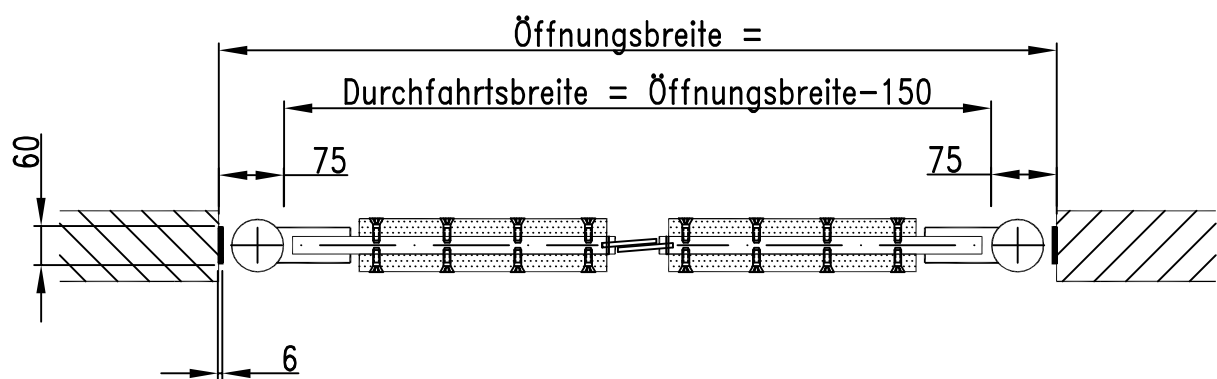 Öffnungsbreite =
Durchfahrtsbreite = Öffnungsbreite-150
60
75
75
6